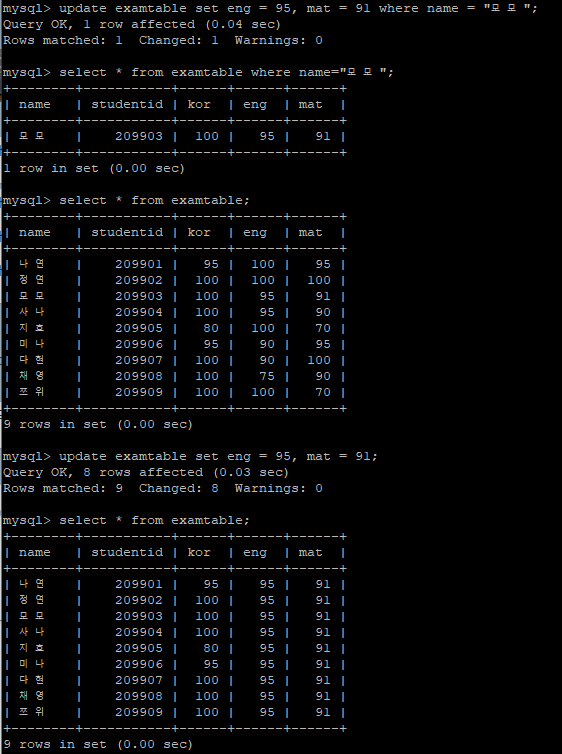 mysql> update examtable set eng = 95, mat = 91 where name = "모모";
Query OK, 1 row affected (0.04 sec)
Rows matched: 1  Changed: 1  Warnings: 0

mysql> select * from examtable where name="모모";
+--------+-----------+------+------+------+
| name   | studentid | kor  | eng  | mat  |
+--------+-----------+------+------+------+
| 모모   |    209903 |  100 |   95 |   91 |
+--------+-----------+------+------+------+
1 row in set (0.00 sec)

mysql> select * from examtable;
+--------+-----------+------+------+------+
| name   | studentid | kor  | eng  | mat  |
+--------+-----------+------+------+------+
| 나연   |    209901 |   95 |  100 |   95 |
| 정연   |    209902 |  100 |  100 |  100 |
| 모모   |    209903 |  100 |   95 |   91 |
| 사나   |    209904 |  100 |   95 |   90 |
| 지효   |    209905 |   80 |  100 |   70 |
| 미나   |    209906 |   95 |   90 |   95 |
| 다현   |    209907 |  100 |   90 |  100 |
| 채영   |    209908 |  100 |   75 |   90 |
| 쯔위   |    209909 |  100 |  100 |   70 |
+--------+-----------+------+------+------+
9 rows in set (0.00 sec)

mysql> update examtable set eng = 95, mat = 91;
Query OK, 8 rows affected (0.03 sec)
Rows matched: 9  Changed: 8  Warnings: 0

mysql> select * from examtable;
+--------+-----------+------+------+------+
| name   | studentid | kor  | eng  | mat  |
+--------+-----------+------+------+------+
| 나연   |    209901 |   95 |   95 |   91 |
| 정연   |    209902 |  100 |   95 |   91 |
| 모모   |    209903 |  100 |   95 |   91 |
| 사나   |    209904 |  100 |   95 |   91 |
| 지효   |    209905 |   80 |   95 |   91 |
| 미나   |    209906 |   95 |   95 |   91 |
| 다현   |    209907 |  100 |   95 |   91 |
| 채영   |    209908 |  100 |   95 |   91 |
| 쯔위   |    209909 |  100 |   95 |   91 |
+--------+-----------+------+------+------+
9 rows in set (0.00 sec)